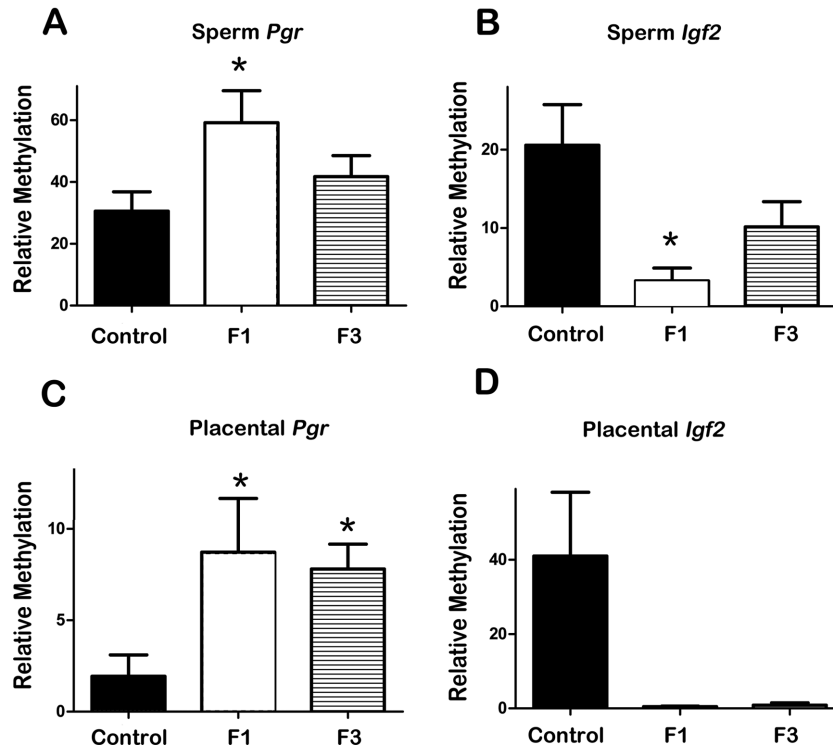 A
Sperm Pgr
*
Relative Methylation
60
40
20
0
Control F1 F3
B
Sperm Igf2
Relative Methylation
20
10
0
*
Control F1 F3
C
Placental Pgr
* *
Relative Methylation
10
5
0
Control F1 F3
D
Placental Igf2
Relative Methylation
40
20
0
Control F1 F3